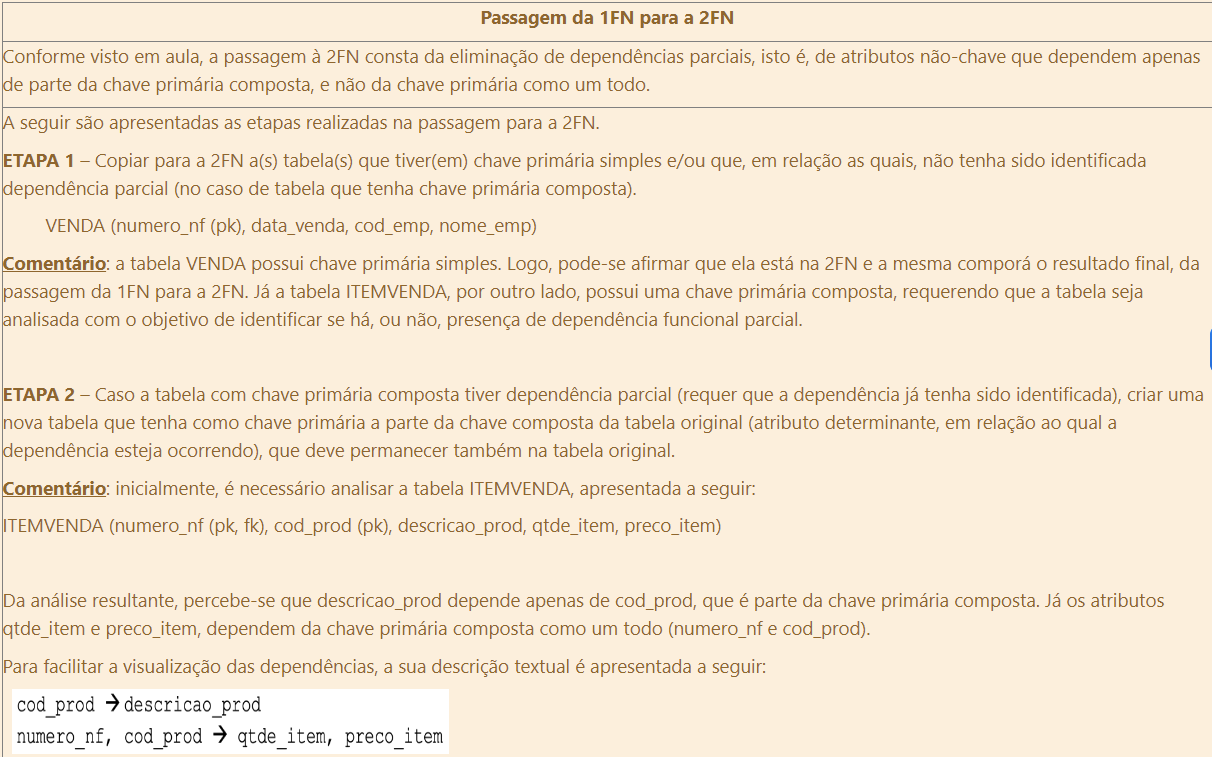 Passagem da 1FN para a 2FN
Conforme visto em aula, a passagem à 2FN consta da eliminação de dependências parciais, isto é, de atributos não-chave que dependem apenas
de parte da chave primária composta, e não da chave primária como um todo.
A seguir são apresentadas as etapas realizadas na passagem para a 2FN.
ETAPA 1 – Copiar para a 2FN a(s) tabela(s) que tiver(em) chave primária simples e/ou que, em relação as quais, não tenha sido identificada
dependência parcial (no caso de tabela que tenha chave primária composta).
VENDA (numero_nf (pk), data_venda, cod_emp, nome_emp)
Comentário: a tabela VENDA possui chave primária simples. Logo, pode-se afirmar que ela está na 2FN e a mesma comporá o resultado final, da
passagem da 1FN para a 2FN. Já a tabela ITEMVENDA, por outro lado, possui uma chave primária composta, requerendo que a tabela seja
analisada com o objetivo de identificar se há, ou não, presença de dependência funcional parcial.
ETAPA 2 – Caso a tabela com chave primária composta tiver dependência parcial (requer que a dependência já tenha sido identificada), criar uma
nova tabela que tenha como chave primária a parte da chave composta da tabela original (atributo determinante, em relação ao qual a
dependência esteja ocorrendo), que deve permanecer também na tabela original.
Comentário: inicialmente, é necessário analisar a tabela ITEMVENDA, apresentada a seguir:
ITEMVENDA (numero_nf (pk, fk), cod_prod (pk), descricao_prod, qtde_item, preco_item)
Da análise resultante, percebe-se que descricao_prod depende apenas de cod_prod, que é parte da chave primária composta. Já os atributos
qtde_item e preco_item, dependem da chave primária composta como um todo (numero_nf e cod_prod).
Para facilitar a visualização das dependências, a sua descrição textual é apresentada a seguir:
cod_prod → descricao_prod
numero_nf, cod_prod → qtde_item, preco_item